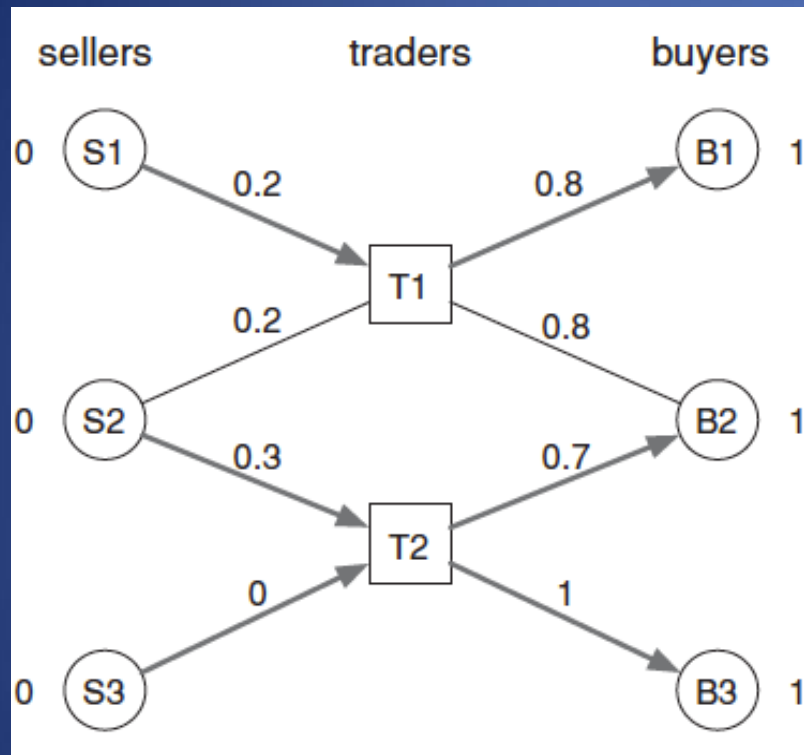 sellers traders buyers
0 S1 B1 1
0.2 0.8
T1
0.2 0.8
0 S2 B2 1
0.3 0.7
T2
0 1
0 S3 B3 1